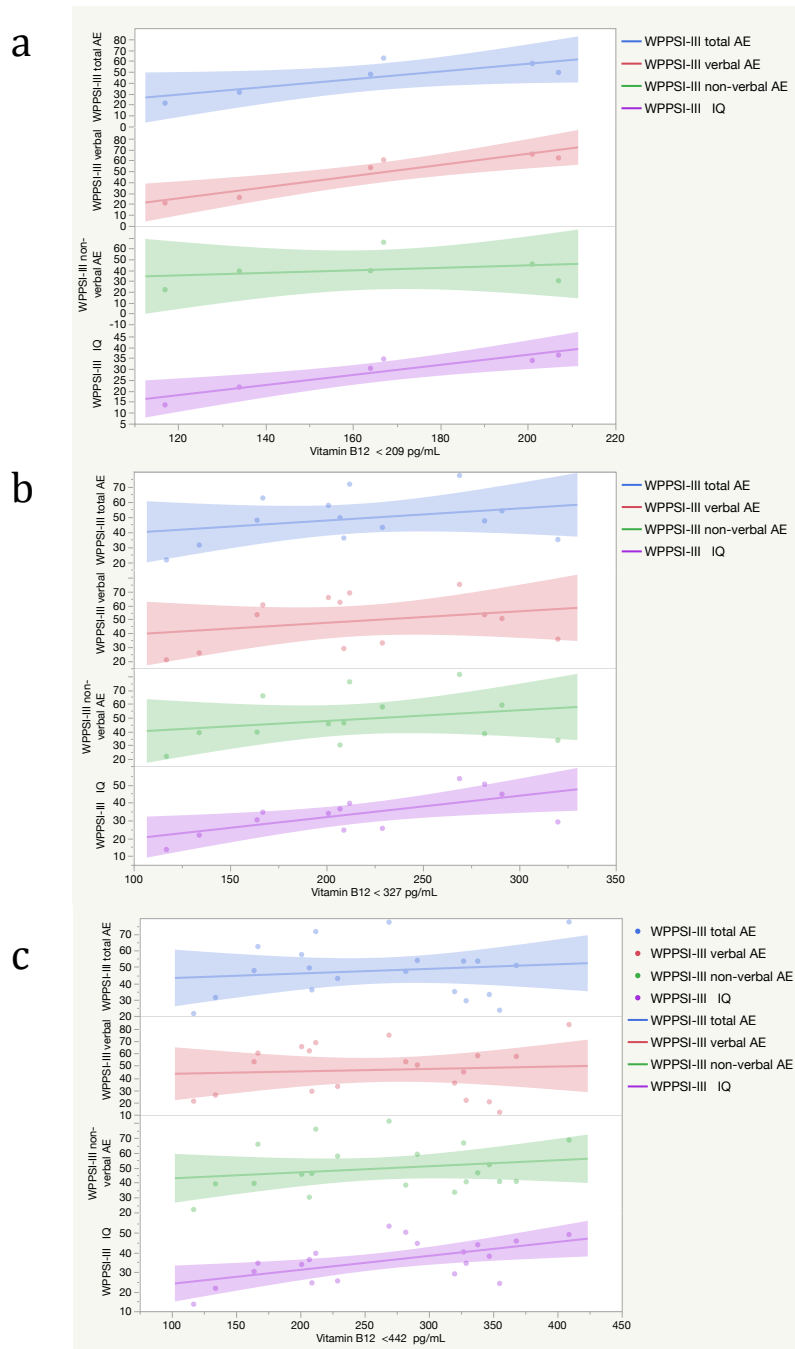 a
WPPSI-III total AE
80
70
60
50
40
30
20
10
0
WPPSI-III verbal
80
70
60
50
40
30
20
10
0
WPPSI-III non-
verbal AE
60
50
40
30
20
10
0
-10
WPPSI-III IQ
45
40
35
30
25
20
15
10
5
120 140 160 180 200 220
Vitamin B12 < 209 pg/mL
WPPSI-III total AE
WPPSI-III verbal AE
WPPSI-III non-verbal AE
WPPSI-III IQ
b
WPPSI-III total AE
70
60
50
40
30
20
WPPSI-III verbal
70
60
50
40
30
20
WPPSI-III non-
verbal AE
70
60
50
40
30
20
WPPSI-III IQ
50
40
30
20
10
100 150 200 250 300 350
Vitamin B12 < 327 pg/mL
WPPSI-III total AE
WPPSI-III verbal AE
WPPSI-III non-verbal AE
WPPSI-III IQ
c
WPPSI-III total AE
70
60
50
40
30
20
WPPSI-III verbal
80
70
60
50
40
30
20
10
WPPSI-III non-
verbal AE
70
60
50
40
30
20
WPPSI-III IQ
50
40
30
20
10
100 150 200 250 300 350 400 450
Vitamin B12 <442 pg/mL
WPPSI-III total AE
WPPSI-III verbal AE
WPPSI-III non-verbal AE
WPPSI-III IQ
WPPSI-III total AE
WPPSI-III verbal AE
WPPSI-III non-verbal AE
WPPSI-III IQ